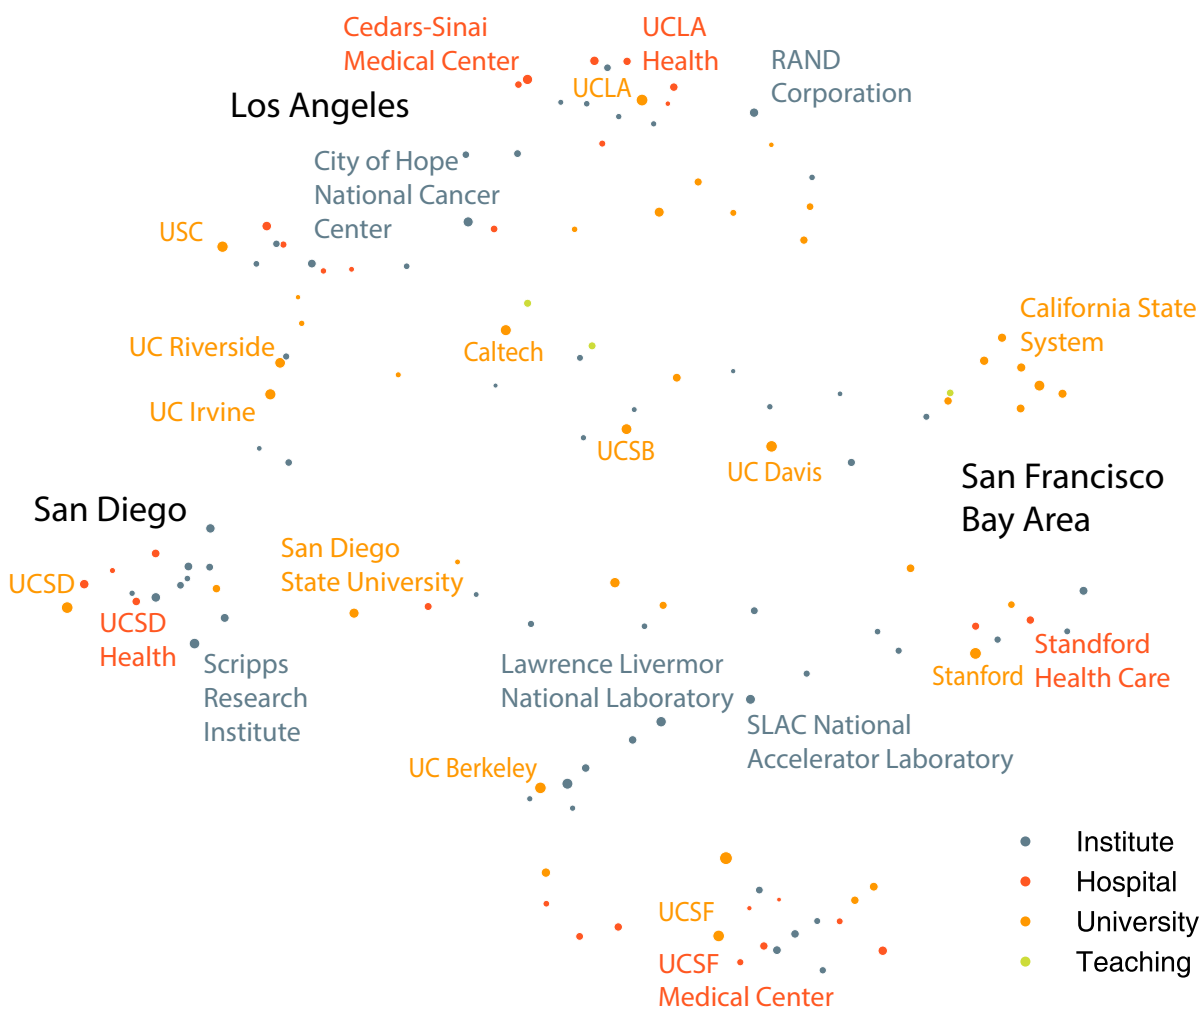 Cedars-Sinai
Medical Center
UCLA
Health
RAND
Corporation
UCLA
Los Angeles
City of Hope
National Cancer
Center
USC
California State
System
UC Riverside
Caltech
UC Irvine
UCSB
UC Davis
San Francisco
Bay Area
San Diego
San Diego
State University
UCSD
UCSD
Health
Scripps
Research
Institute
Lawrence Livermor
National Laboratory
Stanford
Standford
Health Care
SLAC National
Accelerator Laboratory
UC Berkeley
UCSF
UCSF
Medical Center
Institute
Hospital
University
Teaching